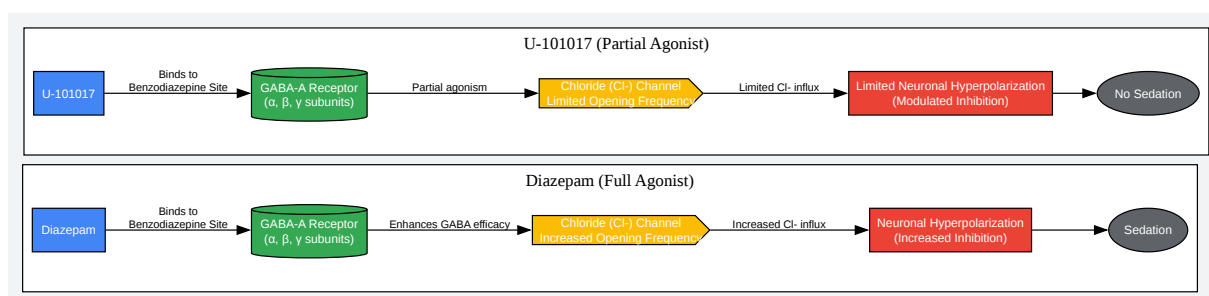 U-101017 (Partial Agonist)
U-101017
Binds to
Benzodiazepine Site
GABA-A Receptor
(α, β, γ subunits)
Partial agonism
Chloride (Cl-) Channel
Limited Opening Frequency
Limited Cl- influx
Limited Neuronal Hyperpolarization
(Modulated Inhibition)
No Sedation
Diazepam (Full Agonist)
Diazepam
Binds to
Benzodiazepine Site
GABA-A Receptor
(α, β, γ subunits)
Enhances GABA efficacy
Chloride (Cl-) Channel
Increased Opening Frequency
Increased Cl- influx
Neuronal Hyperpolarization
(Increased Inhibition)
Sedation